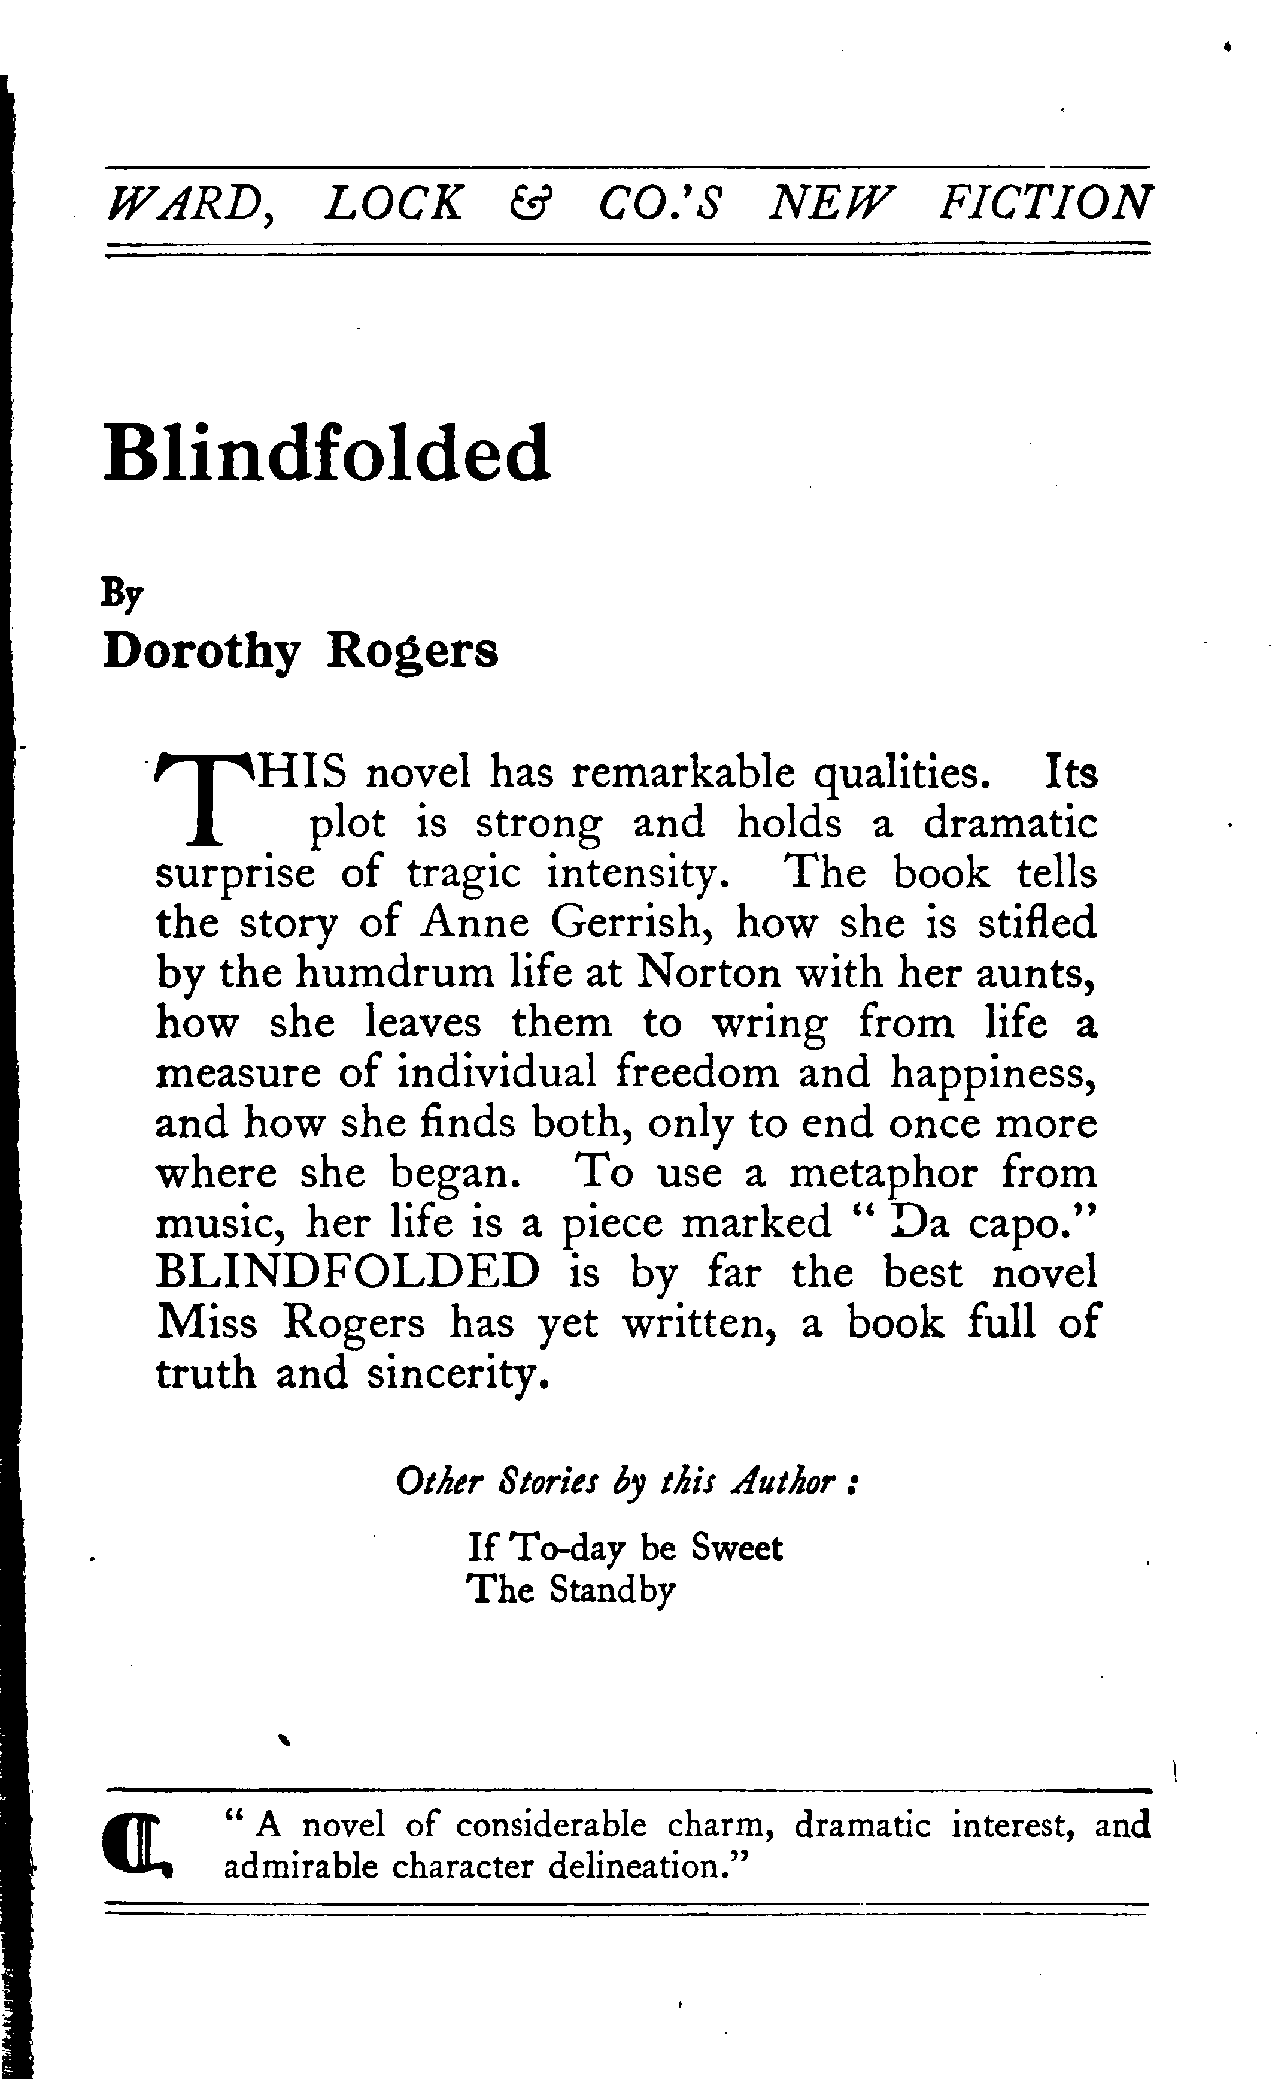 WARD, LOCK & CO.'S NEW FICTION
Blindfolded
By
Dorothy Rogers
THIS novel has remarkable qualities. Its
plot is strong and holds a dramatic
surprise of tragic intensity. The book tells
the story of Anne Gerrish, how she is stifled
by the humdrum life at Norton with her aunts,
how she leaves them to wring from life a
measure of individual freedom and happiness,
and how she finds both, only to end once more
where she began. To use a metaphor from
music, her life is a piece marked " Da capo."
BLINDFOLDED is by far the best novel
Miss Rogers has yet written, a book full of
truth and sincerity.
Other Stories by this Author :
If To-day be Sweet
The Standby
" A novel of considerable charm, dramatic interest, and
admirable character delineation."